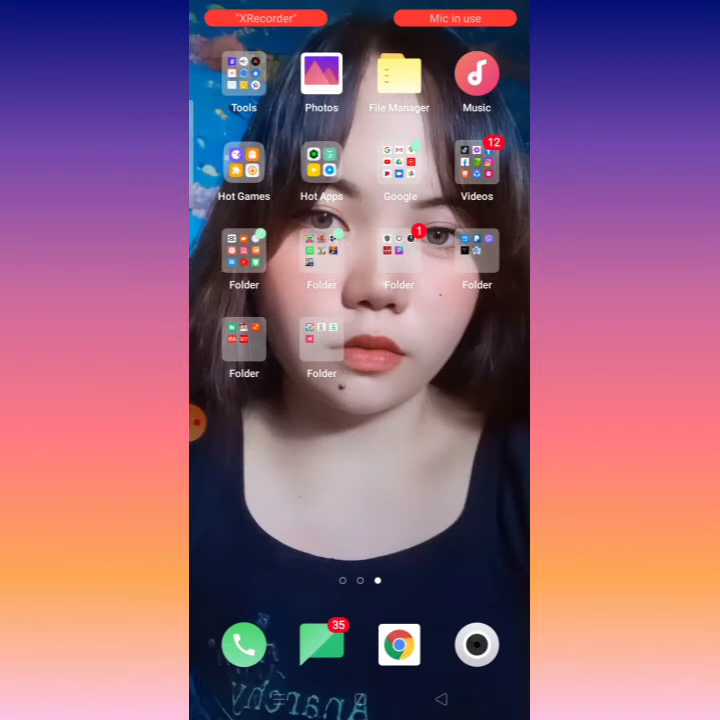 "XRecorder"
Mic in use
Tools
Photos
File Manager
Music
12
Hot Games
Hot Apps
Google
Videos
1
Folder
Folder
Folder
Folder
Folder
Folder
35
Anarchy